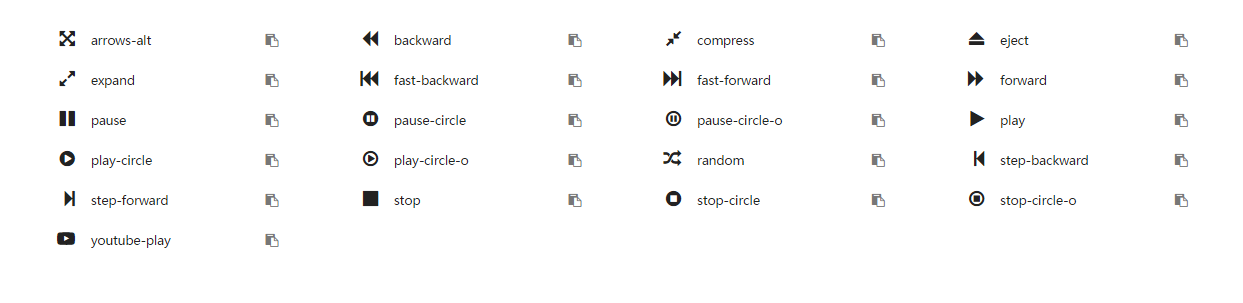 arrows-alt backward compress eject
expand fast-backward fast-forward forward
pause pause-circle pause-circle-o play
play-circle play-circle-o random step-backward
step-forward stop stop-circle stop-circle-o
youtube-play